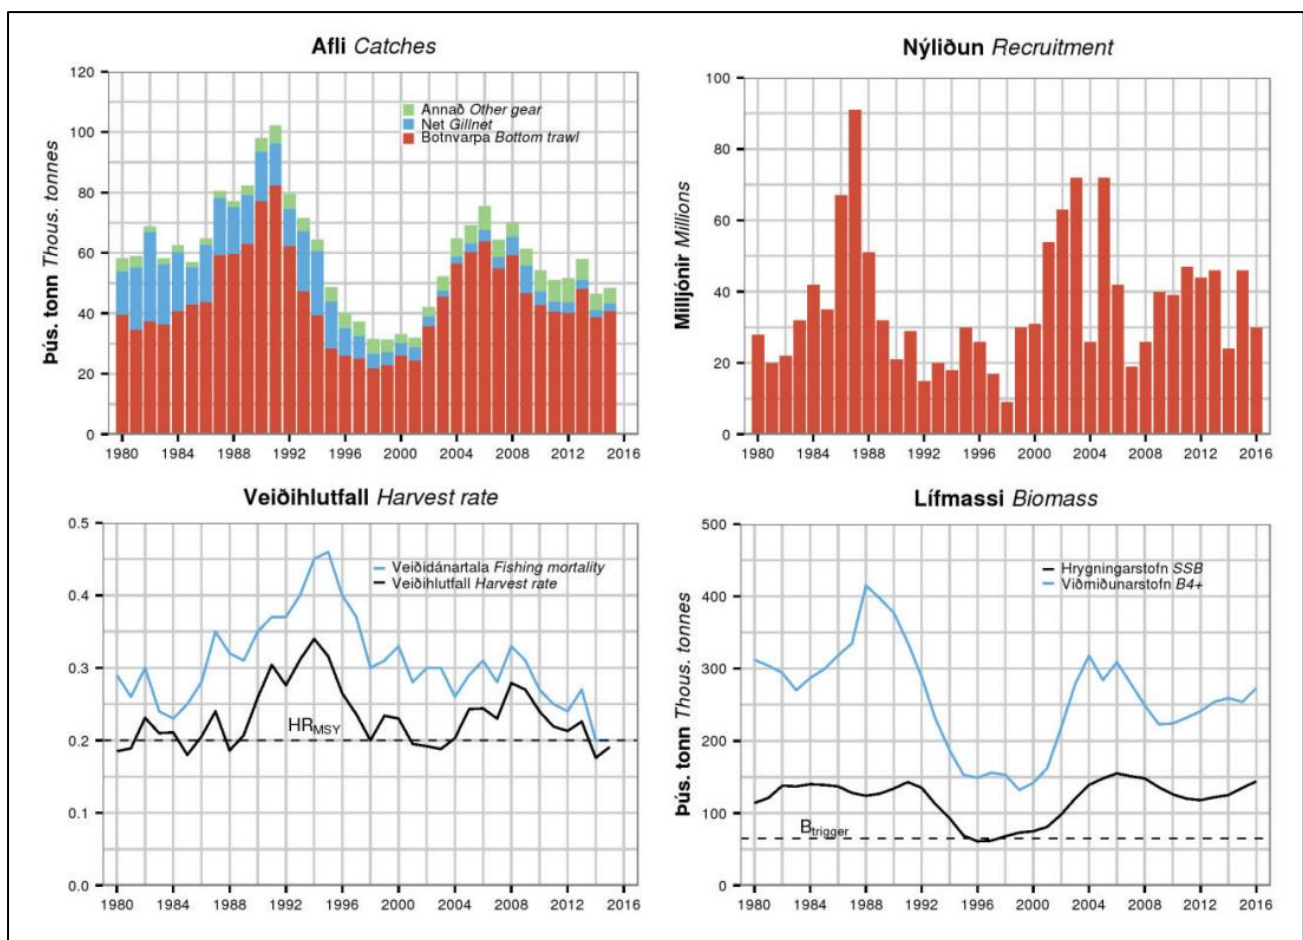 Afli Catches
120
100
80
60
40
20
0
Þús. tonn Thous. tonnes
Annað Other gear
Net Gillnet
Botnvarpa Bottom trawl
1980 1984 1988 1992 1996 2000 2004 2008 2012 2016
Nýliðun Recruitment
100
80
60
40
20
0
Milljónir Millions
1980 1984 1988 1992 1996 2000 2004 2008 2012 2016
Veiðihlutfall Harvest rate
0.5
0.4
0.3
0.2
0.1
0.0
Veiðidánartala Fishing mortality
Veiðihlutfall Harvest rate
HRMSY
1980 1984 1988 1992 1996 2000 2004 2008 2012 2016
Lífmassi Biomass
500
400
300
200
100
0
Þús. tonn Thous. tonnes
Hrygningarstofn SSB
Viðmiðunarstofn B4+
Btrigger
1980 1984 1988 1992 1996 2000 2004 2008 2012 2016